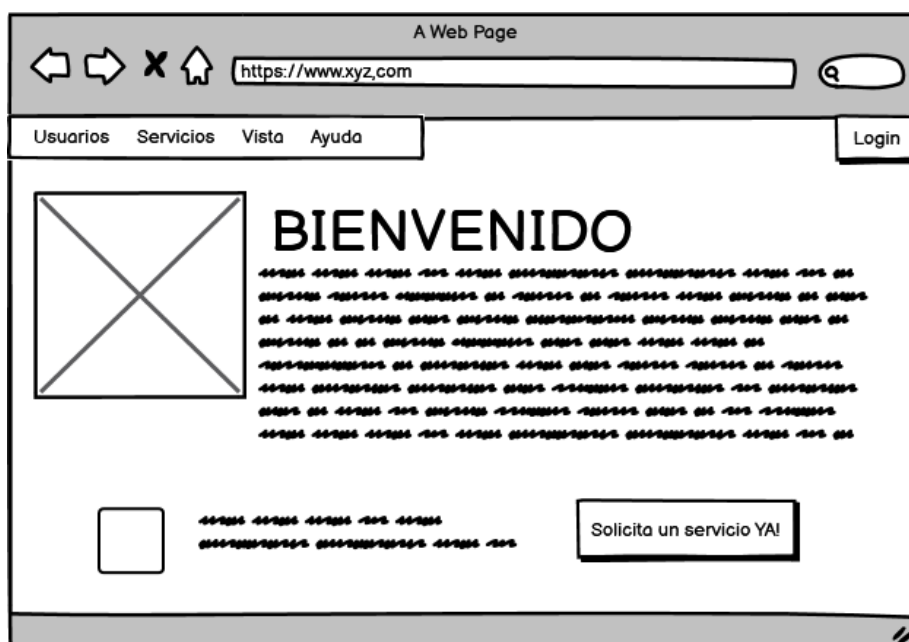 A Web Page
https://www.xyz,com
Usuarios Servicios Vista Ayuda Login
BIENVENIDO
Solicita un servicio YA!